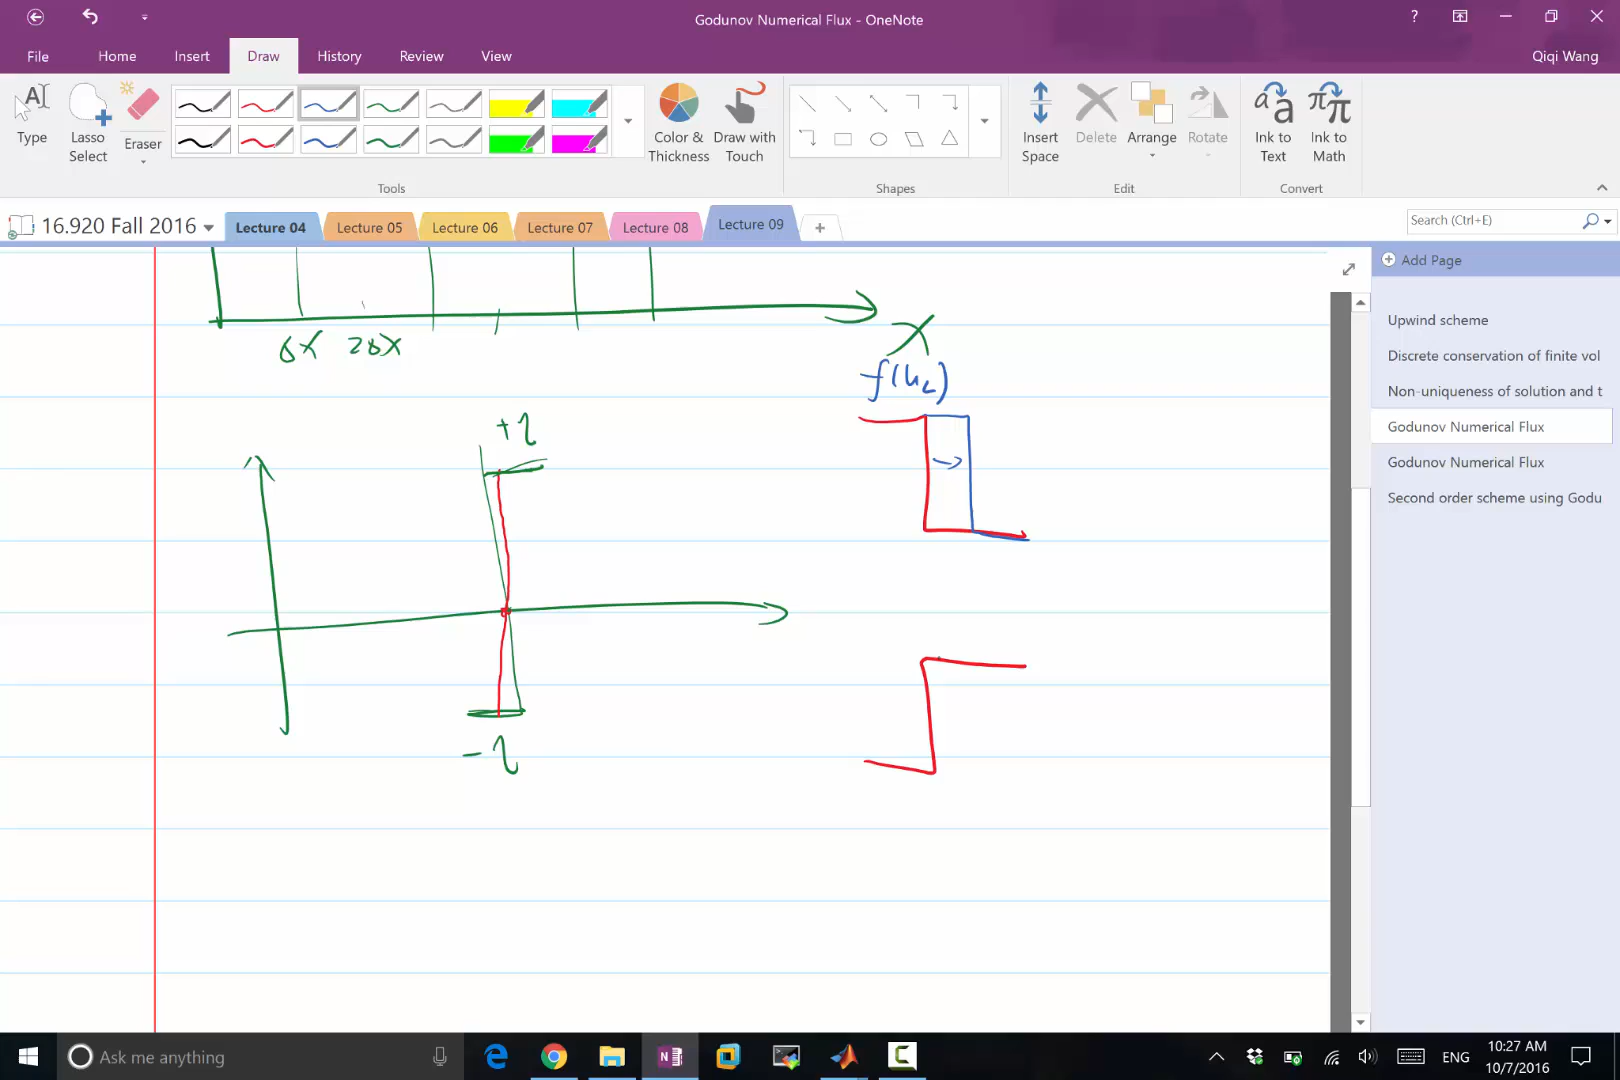 Godunov Numerical Flux - OneNote
?
File
Home
Insert
Draw
History
Review
View
Qiqi Wang
Type
Lasso
Select
Eraser
Color &
Thickness
Draw with
Touch
Insert
Space
Delete
Arrange
Rotate
Ink to
Text
Ink to
Math
Tools
Shapes
Edit
Convert
16.920 Fall 2016
Lecture 04
Lecture 05
Lecture 06
Lecture 07
Lecture 08
Lecture 09
+
Search (Ctrl+E)
Add Page
Upwind scheme
Discrete conservation of finite vol
Non-uniqueness of solution and t
Godunov Numerical Flux
Godunov Numerical Flux
Second order scheme using Godu
δx 2δx
x
f(u_L)
Ask me anything
ENG
10:27 AM
10/7/2016